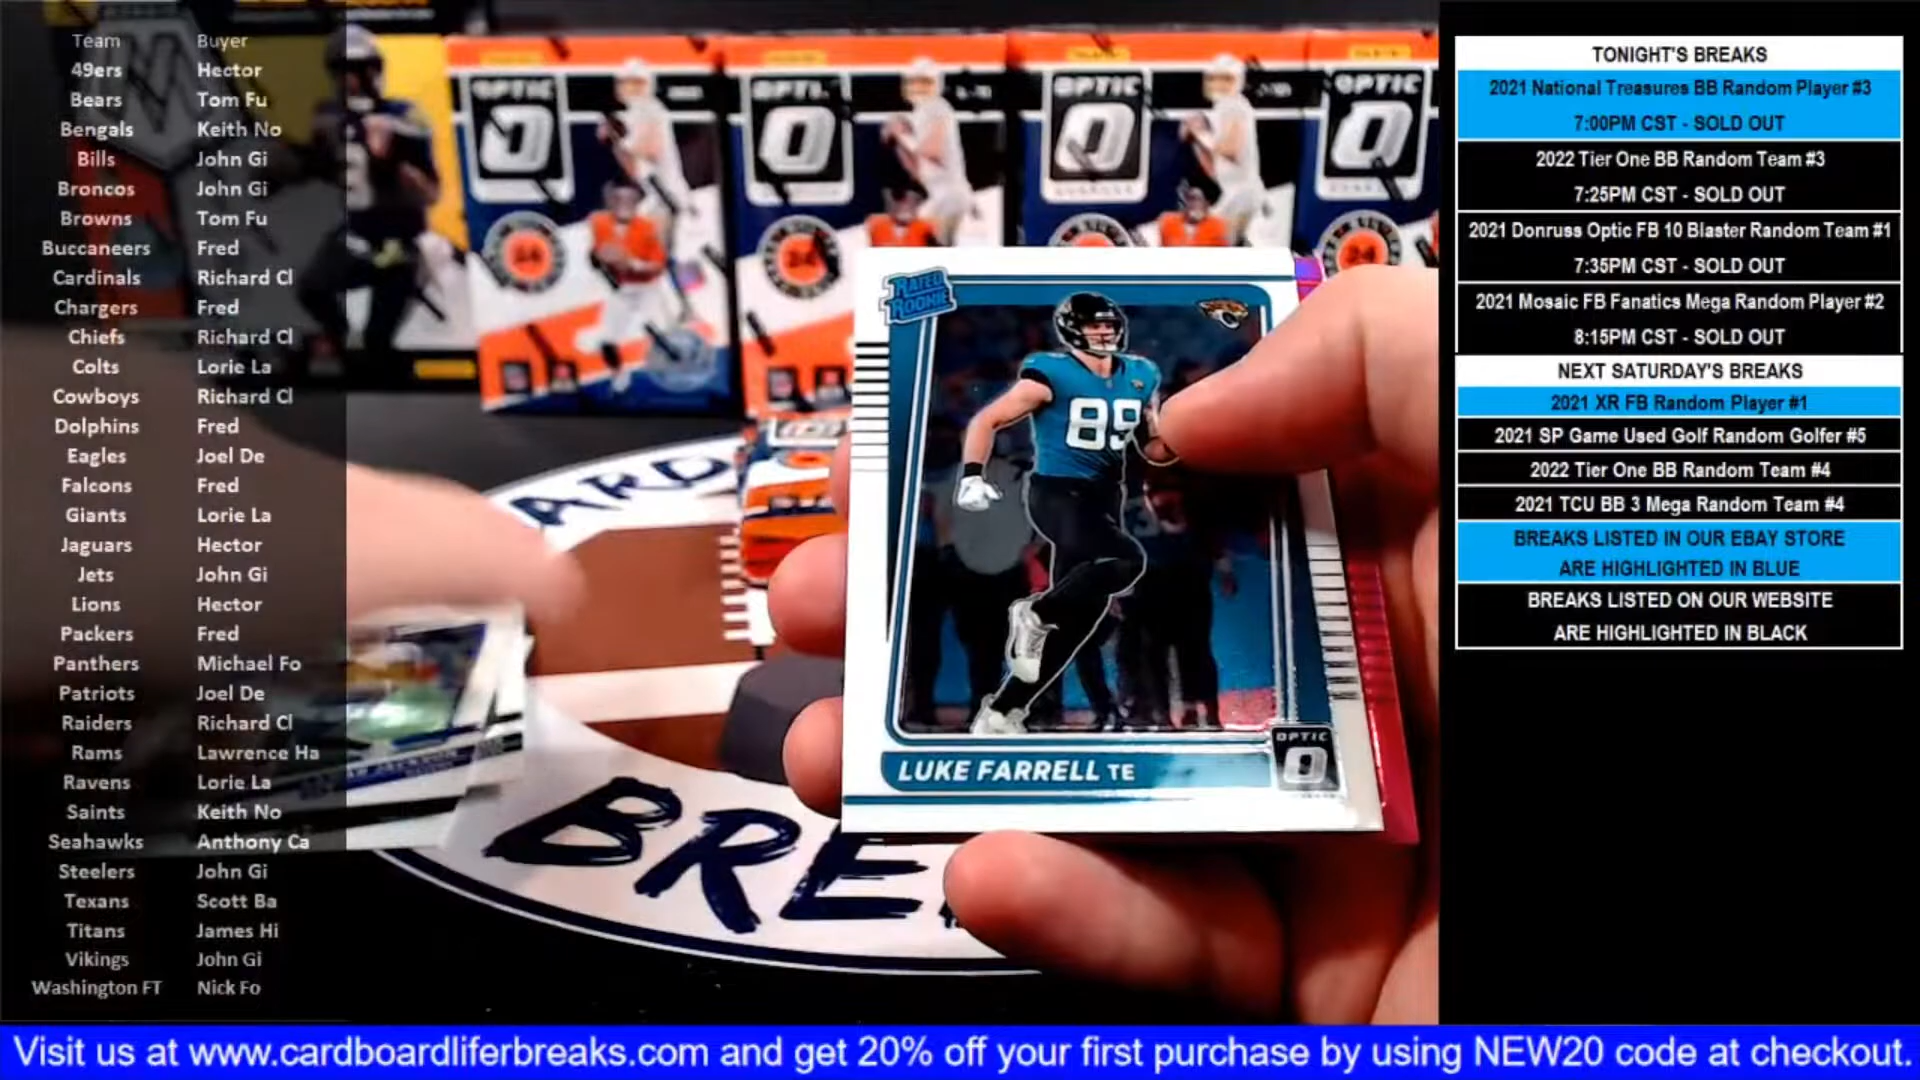 Team Buyer
49ers Hector
Bears Tom Fu
Bengals Keith No
Bills John Gi
Broncos John Gi
Browns Tom Fu
Buccaneers Fred
Cardinals Richard Cl
Chargers Fred
Chiefs Richard Cl
Colts Lorie La
Cowboys Richard Cl
Dolphins Fred
Eagles Joel De
Falcons Fred
Giants Lorie La
Jaguars Hector
Jets John Gi
Lions Hector
Packers Fred
Panthers Michael Fo
Patriots Joel De
Raiders Richard Cl
Rams Lawrence Ha
Ravens Lorie La
Saints Keith No
Seahawks Anthony Ca
Steelers John Gi
Texans Scott Ba
Titans James Hi
Vikings John Gi
Washington FT Nick Fo
OPTIC
OPTIC
OPTIC
24
24
24
RATED
ROOKIE
89
OPTIC
LUKE FARRELL TE
BRE
TONIGHT'S BREAKS
2021 National Treasures BB Random Player #3
7:00PM CST - SOLD OUT
2022 Tier One BB Random Team #3
7:25PM CST - SOLD OUT
2021 Donruss Optic FB 10 Blaster Random Team #1
7:35PM CST - SOLD OUT
2021 Mosaic FB Fanatics Mega Random Player #2
8:15PM CST - SOLD OUT
NEXT SATURDAY'S BREAKS
2021 XR FB Random Player #1
2021 SP Game Used Golf Random Golfer #5
2022 Tier One BB Random Team #4
2021 TCU BB 3 Mega Random Team #4
BREAKS LISTED IN OUR EBAY STORE
ARE HIGHLIGHTED IN BLUE
BREAKS LISTED ON OUR WEBSITE
ARE HIGHLIGHTED IN BLACK
Visit us at www.cardboardliferbreaks.com and get 20% off your first purchase by using NEW20 code at checkout.